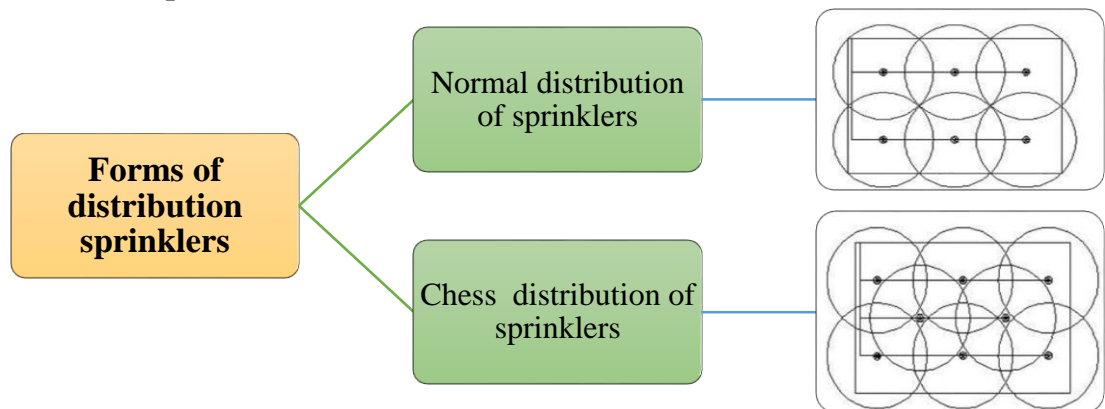 Forms of
distribution
sprinklers
Normal distribution
of sprinklers
Chess  distribution of
sprinklers